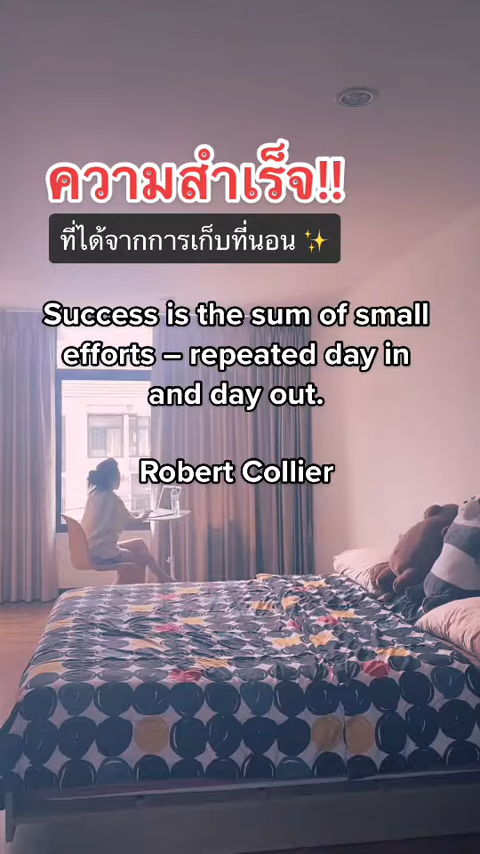 ความสำเร็จ!!
ที่ได้จากการเก็บที่นอน ✨
Success is the sum of small
efforts – repeated day in
and day out.
Robert Collier